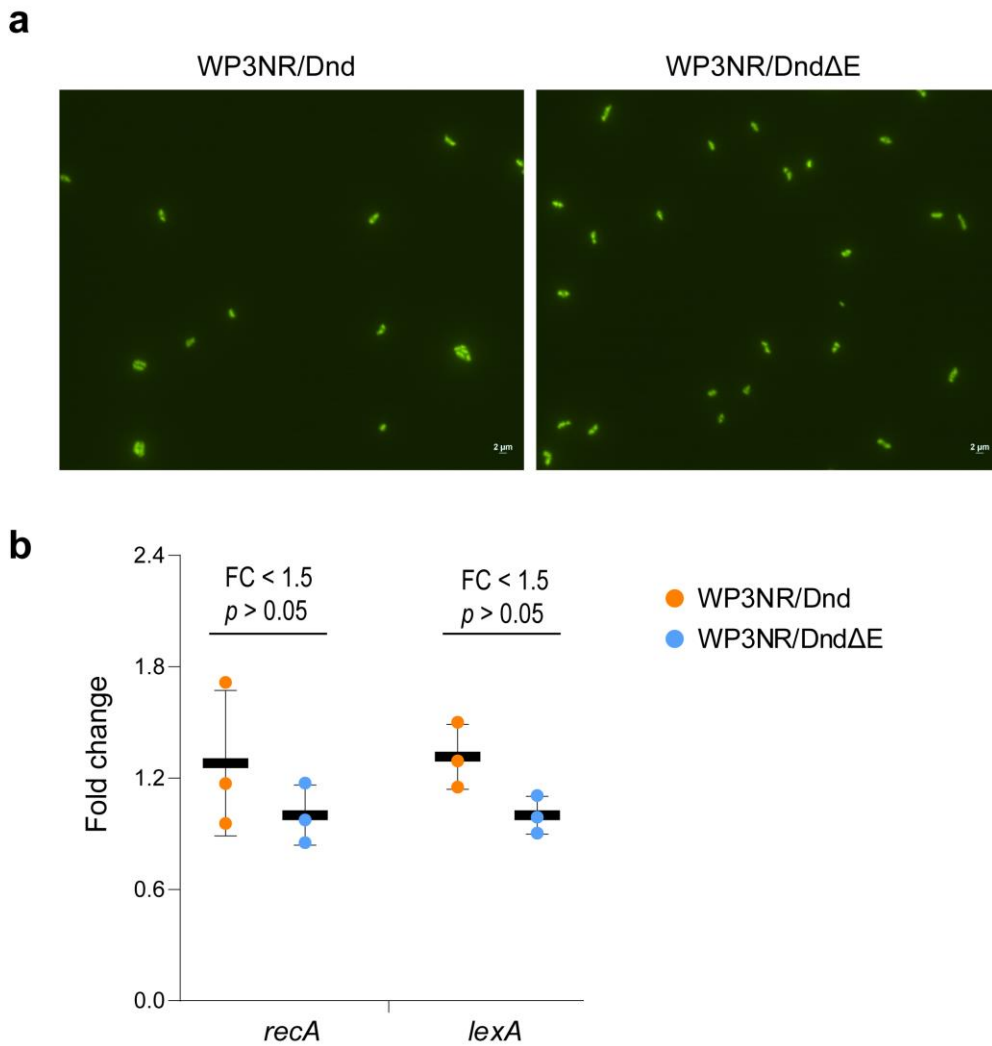 a
WP3NR/Dnd
WP3NR/DndΔE
2 µm
2 µm
b
2.4
1.8
1.2
0.6
0.0
Fold change
FC < 1.5
p > 0.05
FC < 1.5
p > 0.05
WP3NR/Dnd
WP3NR/DndΔE
recA
lexA